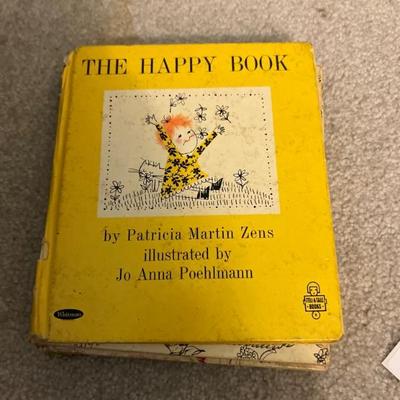 THE HAPPY BOOK
by Patricia Martin Zens
illustrated by
Jo Anna Poehlmann
Whitman
TELL-A-TALE
BOOKS